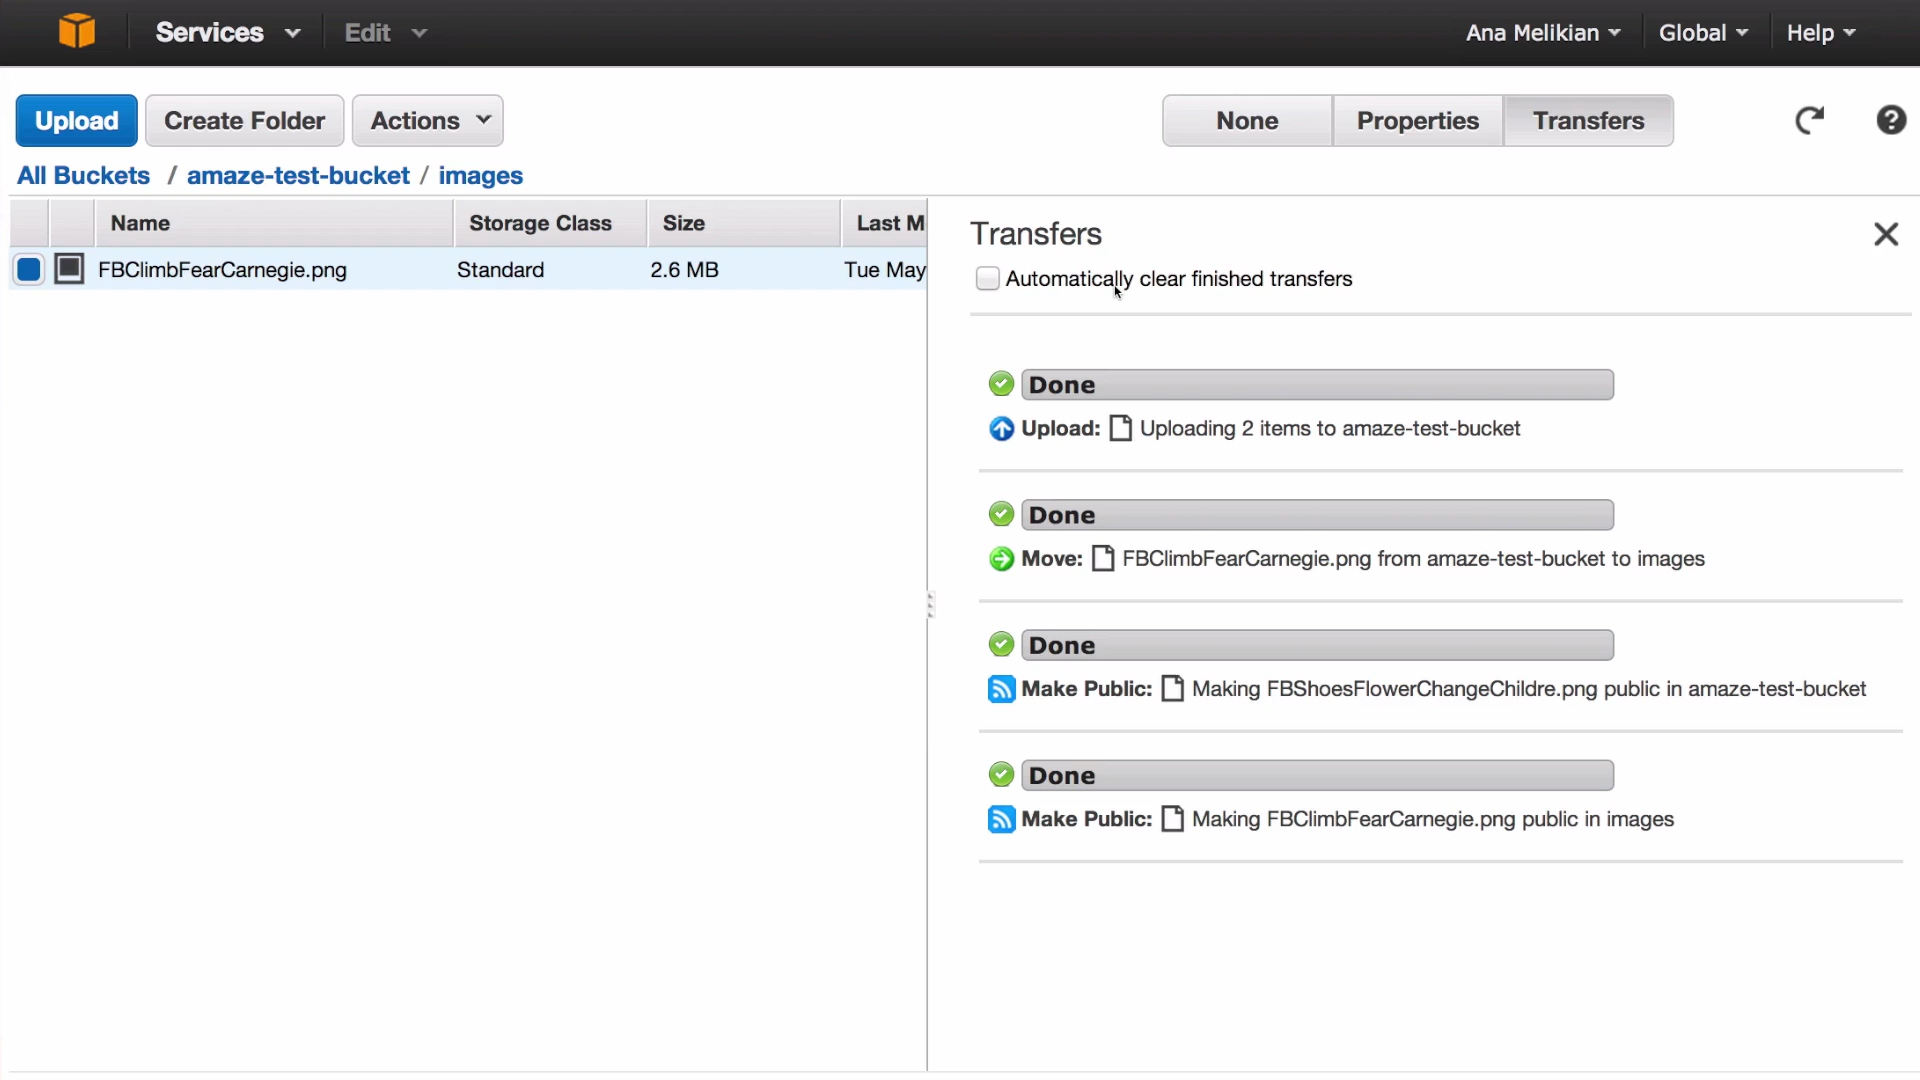 Services Edit Ana Melikian Global Help
Upload Create Folder Actions None Properties Transfers ?
All Buckets / amaze-test-bucket / images
Name Storage Class Size Last M
FBClimbFearCarnegie.png Standard 2.6 MB Tue May
Transfers
Automatically clear finished transfers
Done
Upload: Uploading 2 items to amaze-test-bucket
Done
Move: FBClimbFearCarnegie.png from amaze-test-bucket to images
Done
Make Public: Making FBShoesFlowerChangeChildre.png public in amaze-test-bucket
Done
Make Public: Making FBClimbFearCarnegie.png public in images